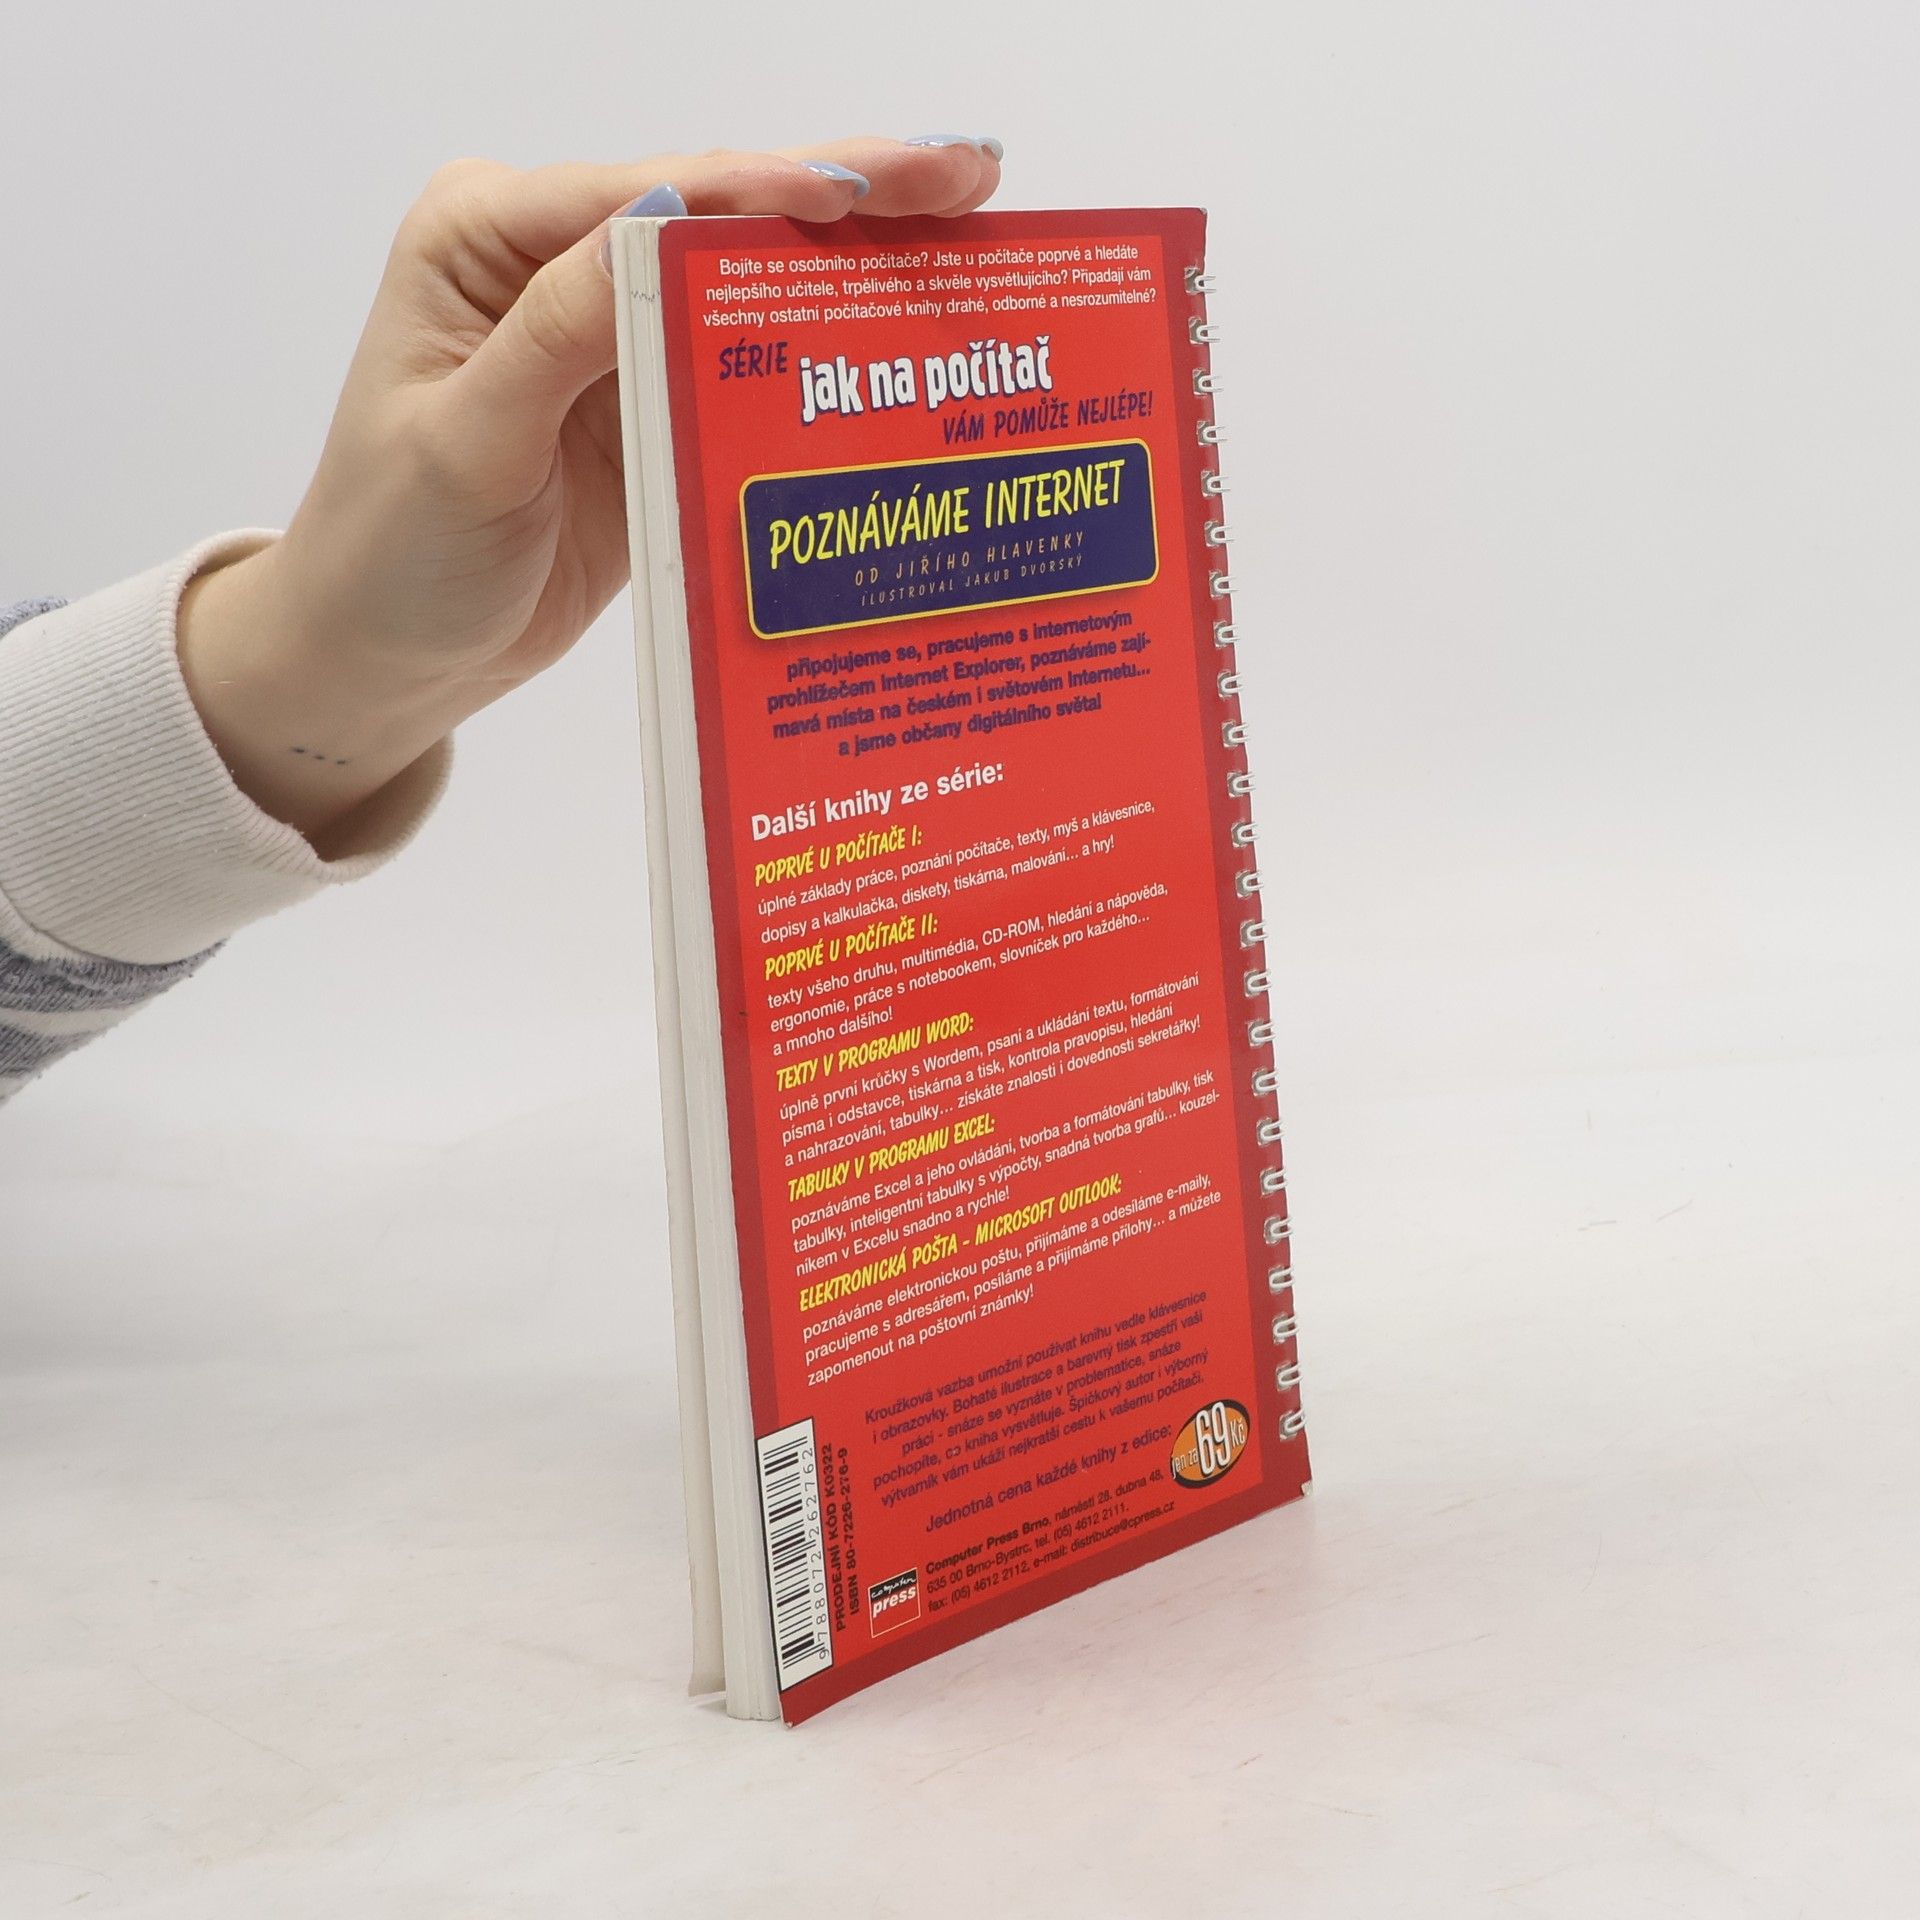 Bojíte se osobního počítače? Jste u počítače poprvé a hledáte
nejlepšího učitele, trpělivého a skvěle vysvětlujícího? Připadají vám
všechny ostatní počítačové knihy drahé, odborné a nesrozumitelné?
SÉRIE
jak na počítač
VÁM POMŮŽE NEJLÉPE!
POZNÁVÁME INTERNET
OD JIŘÍHO HLAVENKY
ILUSTROVAL JAKUB DVORSKÝ
připojujeme se, pracujeme s internetovým
prohlížečem Internet Explorer, poznáváme zají-
mavá místa na českém i světovém Internetu...
a jsme občany digitálního světa!
Další knihy ze série:
POPRVÉ U POČÍTAČE I:
úplné základy práce, poznání počítače, texty, myš a klávesnice,
dopisy a kalkulačka, diskety, tiskárna, malování... a hry!
POPRVÉ U POČÍTAČE II:
texty všeho druhu, multimédia, CD-ROM, hledání a nápověda,
ergonomie, práce s notebookem, slovníček pro každého...
a mnoho dalšího!
TEXTY V PROGRAMU WORD:
úplně první krůčky s Wordem, psaní a ukládání textu, formátování
písma i odstavce, tiskárna a tisk, kontrola pravopisu, hledání
a nahrazování, tabulky... získáte znalosti i dovednosti sekretářky!
TABULKY V PROGRAMU EXCEL:
poznáváme Excel a jeho ovládání, tvorba a formátování tabulky, tisk
tabulky, inteligentní tabulky s výpočty, snadná tvorba grafů... kouzel-
níkem v Excelu snadno a rychle!
ELEKTRONICKÁ POŠTA - MICROSOFT OUTLOOK:
poznáváme elektronickou poštu, přijímáme a odesíláme e-maily,
pracujeme s adresářem, posíláme a přijímáme přílohy... a můžete
zapomenout na poštovní známky!
Kroužková vazba umožní používat knihu vedle klávesnice
i obrazovky. Bohaté ilustrace a barevný tisk zpestří vaši
práci - snáze se vyznáte v problematice, snáze
pochopíte, co kniha vysvětluje. Špičkový autor i výborný
výtvarník vám ukáží nejkratší cestu k vašemu počítači.
Jednotná cena každé knihy z edice:
jen za 69 Kč
Computer Press Brno, náměstí 28. dubna 48,
635 00 Brno-Bystrc, tel. (05) 4612 2111,
fax: (05) 4612 2112, e-mail: distribuce@cpress.cz
computer
press
PRODEJNÍ KÓD K0322
ISBN 80-7226-276-9
9788072262762